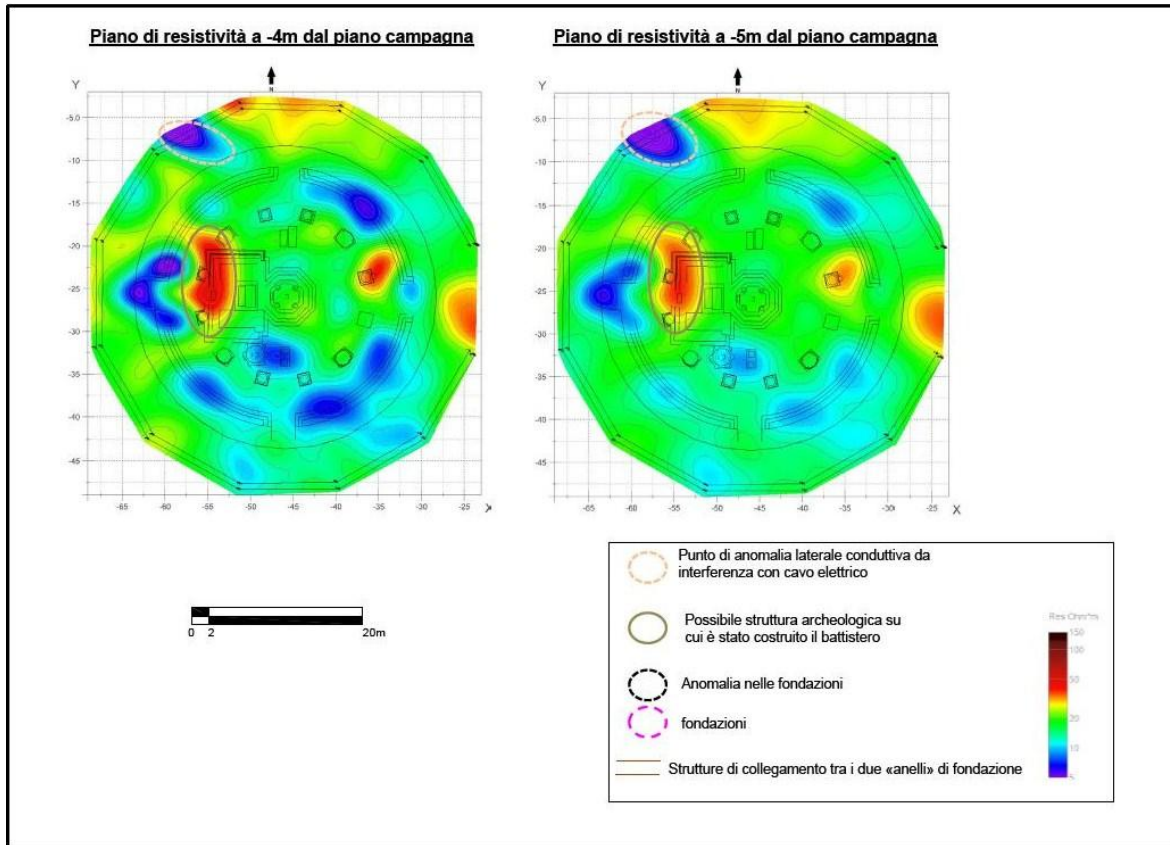 Piano di resistività a -4m dal piano campagna
Piano di resistività a -5m dal piano campagna
Y
N
-5.0
-10
-15
-20
-25
-30
-35
-40
-45
-65
-60
-55
-50
-45
-40
-35
-30
-25
X
Y
N
-5.0
-10
-15
-20
-25
-30
-35
-40
-45
-65
-60
-55
-50
-45
-40
-35
-30
-25
X
0 2 20m
Punto di anomalia laterale conduttiva da
interferenza con cavo elettrico
Possibile struttura archeologica su
cui è stato costruito il battistero
Anomalia nelle fondazioni
fondazioni
Strutture di collegamento tra i due «anelli» di fondazione
Res Ohm*m
150
100
20
10
5